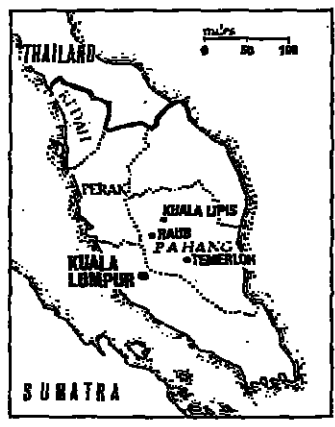 miles
0 50 100
THAILAND
KEDAH
PERAK
KUALA LIPIS
RAUB
PAHANG
TEMERLOH
KUALA
LUMPUR
SUMATRA